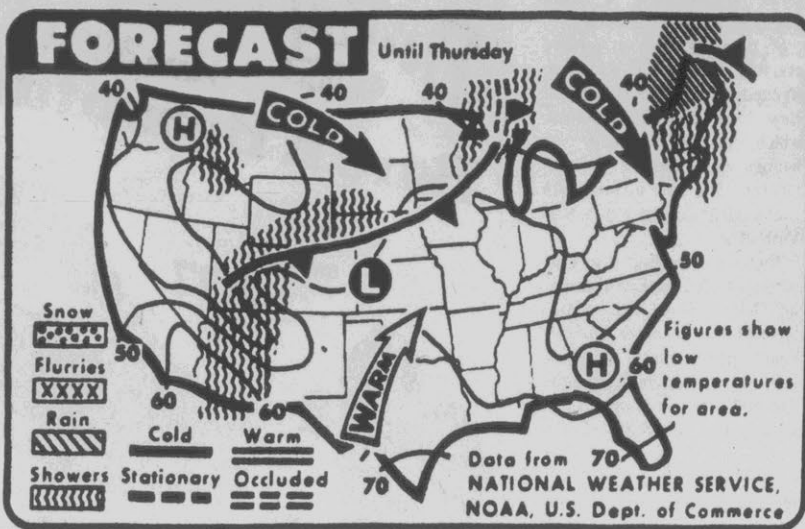 FORECAST
Until Thursday
40
40
40
40
H
COLD
COLD
L
50
H
60
Figures show
low
temperatures
for area.
WARM
Snow
50
Flurries
60
60
Rain
Cold
Warm
Showers
Stationary
Occluded
70
70
Data from
NATIONAL WEATHER SERVICE,
NOAA, U.S. Dept. of Commerce